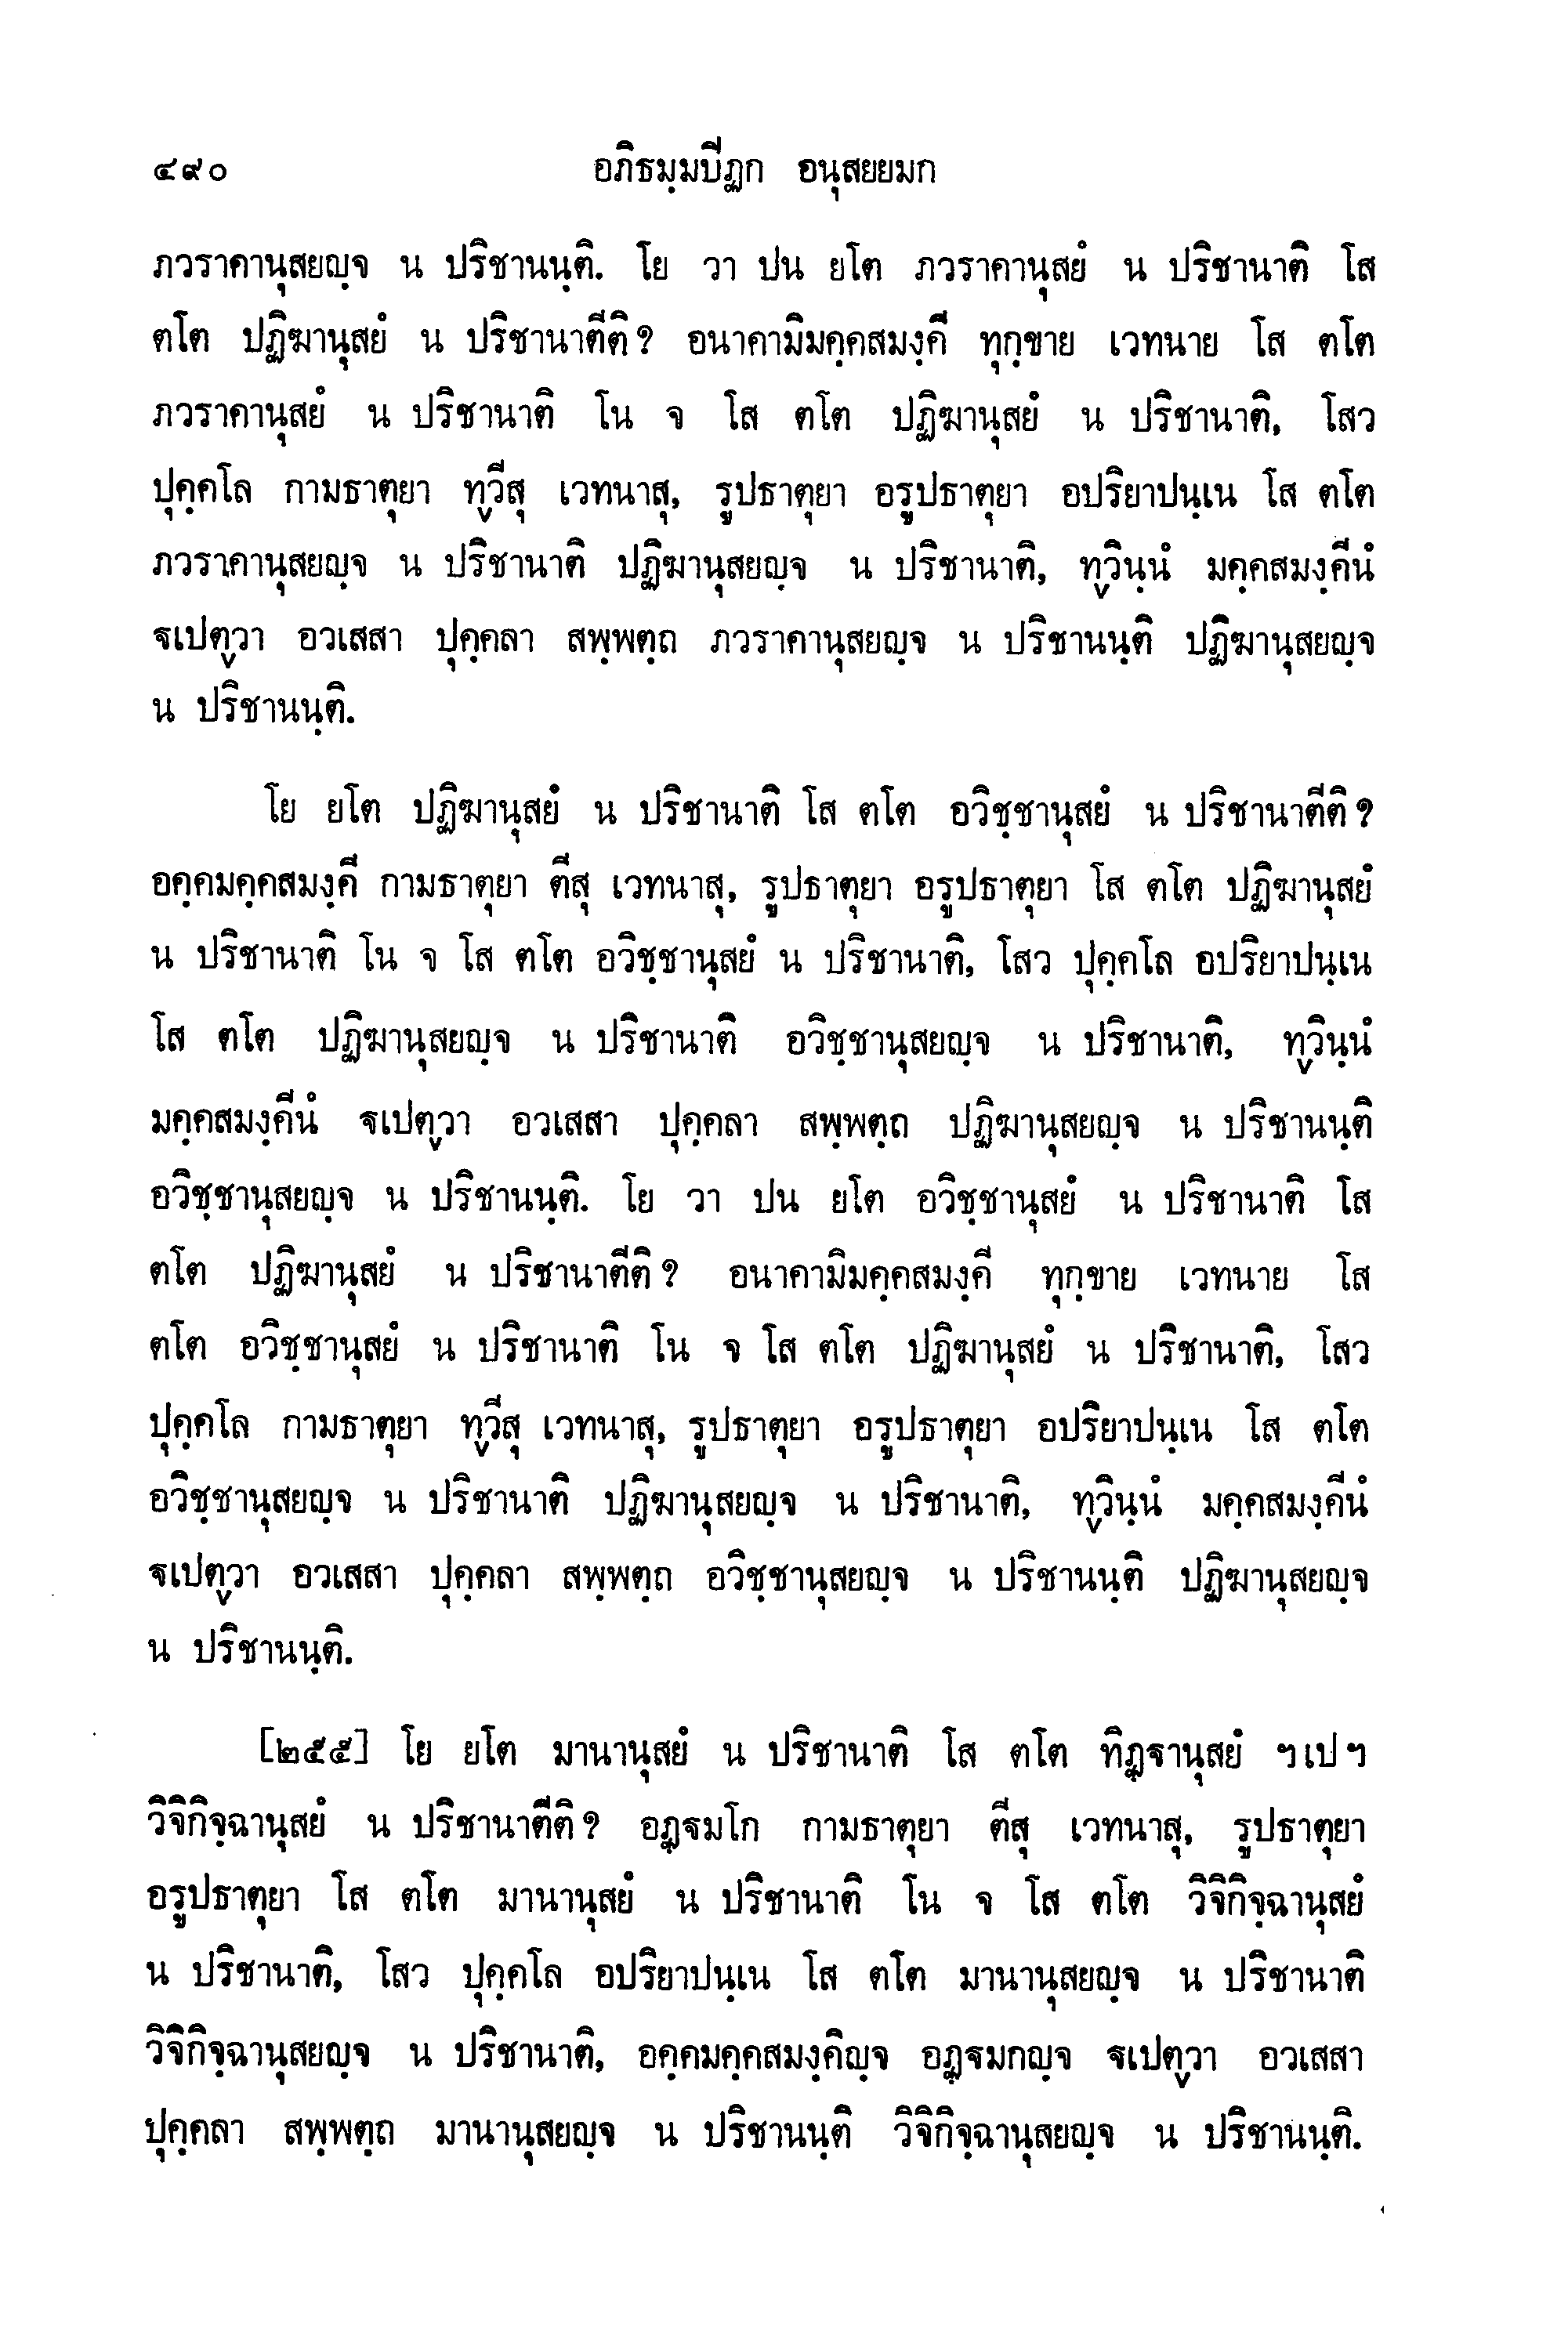 ๔๙๐ อภิธมฺมปีฏก อนุสยยมก
ภวราคานุสยญฺจ น ปริชานนฺติ. โย วา ปน ยโต ภวราคานุสยํ น ปริชานาติ โส
ตโต ปฏิฆานุสยํ น ปริชานาตีติ? อนาคามิมคฺคสมงฺคี ทุกฺขาย เวทนาย โส ตโต
ภวราคานุสยํ น ปริชานาติ โน จ โส ตโต ปฏิฆานุสยํ น ปริชานาติ, โสว
ปุคฺคโล กามธาตุยา ทฺวีสุ เวทนาสุ, รูปธาตุยา อรูปธาตุยา อปริยาปนฺเน โส ตโต
ภวราคานุสยญฺจ น ปริชานาติ ปฏิฆานุสยญฺจ น ปริชานาติ, ทฺวินฺนํ มคฺคสมงฺคีนํ
ฐเปตฺวา อวเสสา ปุคฺคลา สพฺพตฺถ ภวราคานุสยญฺจ น ปริชานนฺติ ปฏิฆานุสยญฺจ
น ปริชานนฺติ.
โย ยโต ปฏิฆานุสยํ น ปริชานาติ โส ตโต อวิชฺชานุสยํ น ปริชานาตีติ?
อคฺคมคฺคสมงฺคี กามธาตุยา ตีสุ เวทนาสุ, รูปธาตุยา อรูปธาตุยา โส ตโต ปฏิฆานุสยํ
น ปริชานาติ โน จ โส ตโต อวิชฺชานุสยํ น ปริชานาติ, โสว ปุคฺคโล อปริยาปนฺเน
โส ตโต ปฏิฆานุสยญฺจ น ปริชานาติ อวิชฺชานุสยญฺจ น ปริชานาติ, ทฺวินฺนํ
มคฺคสมงฺคีนํ ฐเปตฺวา อวเสสา ปุคฺคลา สพฺพตฺถ ปฏิฆานุสยญฺจ น ปริชานนฺติ
อวิชฺชานุสยญฺจ น ปริชานนฺติ. โย วา ปน ยโต อวิชฺชานุสยํ น ปริชานาติ โส
ตโต ปฏิฆานุสยํ น ปริชานาตีติ? อนาคามิมคฺคสมงฺคี ทุกฺขาย เวทนาย โส
ตโต อวิชฺชานุสยํ น ปริชานาติ โน จ โส ตโต ปฏิฆานุสยํ น ปริชานาติ, โสว
ปุคฺคโล กามธาตุยา ทฺวีสุ เวทนาสุ, รูปธาตุยา อรูปธาตุยา อปริยาปนฺเน โส ตโต
อวิชฺชานุสยญฺจ น ปริชานาติ ปฏิฆานุสยญฺจ น ปริชานาติ, ทฺวินฺนํ มคฺคสมงฺคีนํ
ฐเปตฺวา อวเสสา ปุคฺคลา สพฺพตฺถ อวิชฺชานุสยญฺจ น ปริชานนฺติ ปฏิฆานุสยญฺจ
น ปริชานนฺติ.
[๒๕๕] โย ยโต มานานุสยํ น ปริชานาติ โส ตโต ทิฏฺฐานุสยํ ฯเปฯ
วิจิกิจฺฉานุสยํ น ปริชานาตีติ? อฏฺฐมโก กามธาตุยา ตีสุ เวทนาสุ, รูปธาตุยา
อรูปธาตุยา โส ตโต มานานุสยํ น ปริชานาติ โน จ โส ตโต วิจิกิจฺฉานุสยํ
น ปริชานาติ, โสว ปุคฺคโล อปริยาปนฺเน โส ตโต มานานุสยญฺจ น ปริชานาติ
วิจิกิจฺฉานุสยญฺจ น ปริชานาติ, อคฺคมคฺคสมงฺคิญฺจ อฏฺฐมกญฺจ ฐเปตฺวา อวเสสา
ปุคฺคลา สพฺพตฺถ มานานุสยญฺจ น ปริชานนฺติ วิจิกิจฺฉานุสยญฺจ น ปริชานนฺติ.